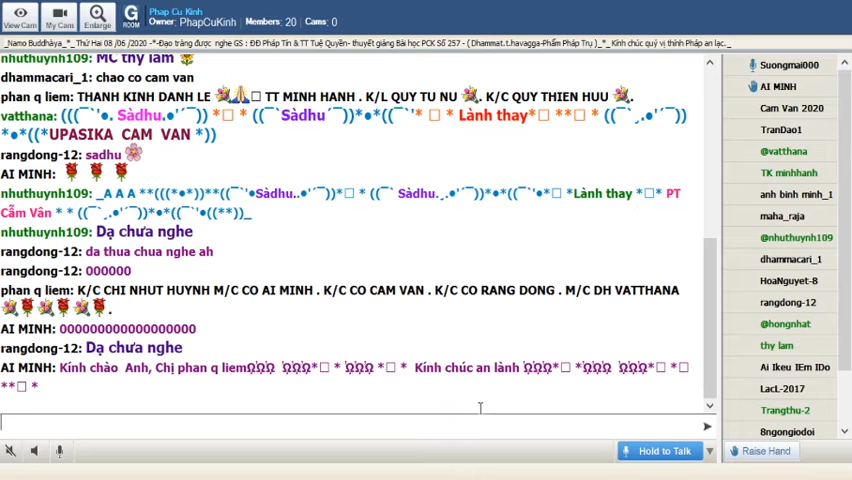 View Cam
My Cam
Enlarge
G
ROOM
Phap Cu Kinh
Owner: PhapCuKinh Members: 20 Cams: 0
_Namo Buddhàya_*_ Thứ Hai 08 /06 /2020 -*-Đạo tràng được nghe GS : ĐĐ Pháp Tín & TT Tuệ Quyền- thuyết giảng Bài học PCK Số 257 - ( Dhammat.t.havagga-Phẩm Pháp Trụ )_*_ Kính chúc quý vị thính Pháp an lạc._
nhuthuynh109: MC thy lam
dhammacari_1: chao co cam van
phan q liem: THANK KINH DANH LE 💐🙏□ TT MINH HANH . K/L QUY TU NU 💐. K/C QUY THIEN HUU 💐.
vatthana: (((¯`'•. Sàdhu.•'´¯)) *□ * ((¯`Sàdhu´¯))*•*((¯`'* □ * Lành thay*□ **□ * ((¯`.•'´¯))
*•*((*UPASIKA CAM VAN *))
rangdong-12: sadhu 🌸
AI MINH: 🌹 🌹 🌹
nhuthuynh109: _A A A **(((•*•))**((¯`'•Sàdhu..•'´¯))*□ * ((¯` Sàdhu.ˏ.•'´¯))*•*((¯`'•*□ *Lành thay *□* PT
Cẩm Vân * * ((¯`ˏ.•'´¯))*•*((¯`'•((**))_
nhuthuynh109: Dạ chưa nghe
rangdong-12: da thua chua nghe ah
rangdong-12: 000000
phan q liem: K/C CHI NHUT HUYNH M/C CO AI MINH . K/C CO CAM VAN . K/C CO RANG DONG . M/C DH VATTHANA
💐🌹💐🌹💐🌹.
AI MINH: 00000000000000000000
rangdong-12: Dạ chưa nghe
AI MINH: Kính chào Anh, Chị phan q liem *□ * *□ * Kính chúc an lành *□ * *□ *□
**□ *
Hold to Talk
Suongmai000
AI MINH
Cam Van 2020
TranDao1
@vatthana
TK minhhanh
anh binh minh_1
maha_raja
@nhuthuynh109
dhammacari_1
HoaNguyet-8
rangdong-12
@hongnhat
thy lam
Ai Ikeu IEm IDo
LacL-2017
Trangthu-2
8ngongiodoi
Raise Hand